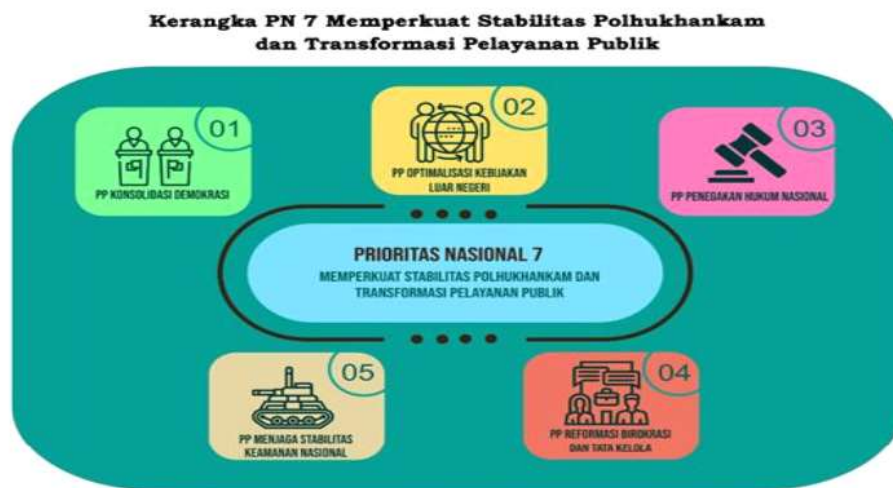 Kerangka PN 7 Memperkuat Stabilitas Polhukhankam
dan Transformasi Pelayanan Publik
01
PP KONSOLIDASI DEMOKRASI
02
PP OPTIMALISASI KEBIJAKAN
LUAR NEGERI
03
PP PENEGAKAN HUKUM NASIONAL
PRIORITAS NASIONAL 7
MEMPERKUAT STABILITAS POLHUKHANKAM DAN
TRANSFORMASI PELAYANAN PUBLIK
05
PP MENJAGA STABILITAS
KEAMANAN NASIONAL
04
PP REFORMASI BIROKRASI
DAN TATA KELOLA